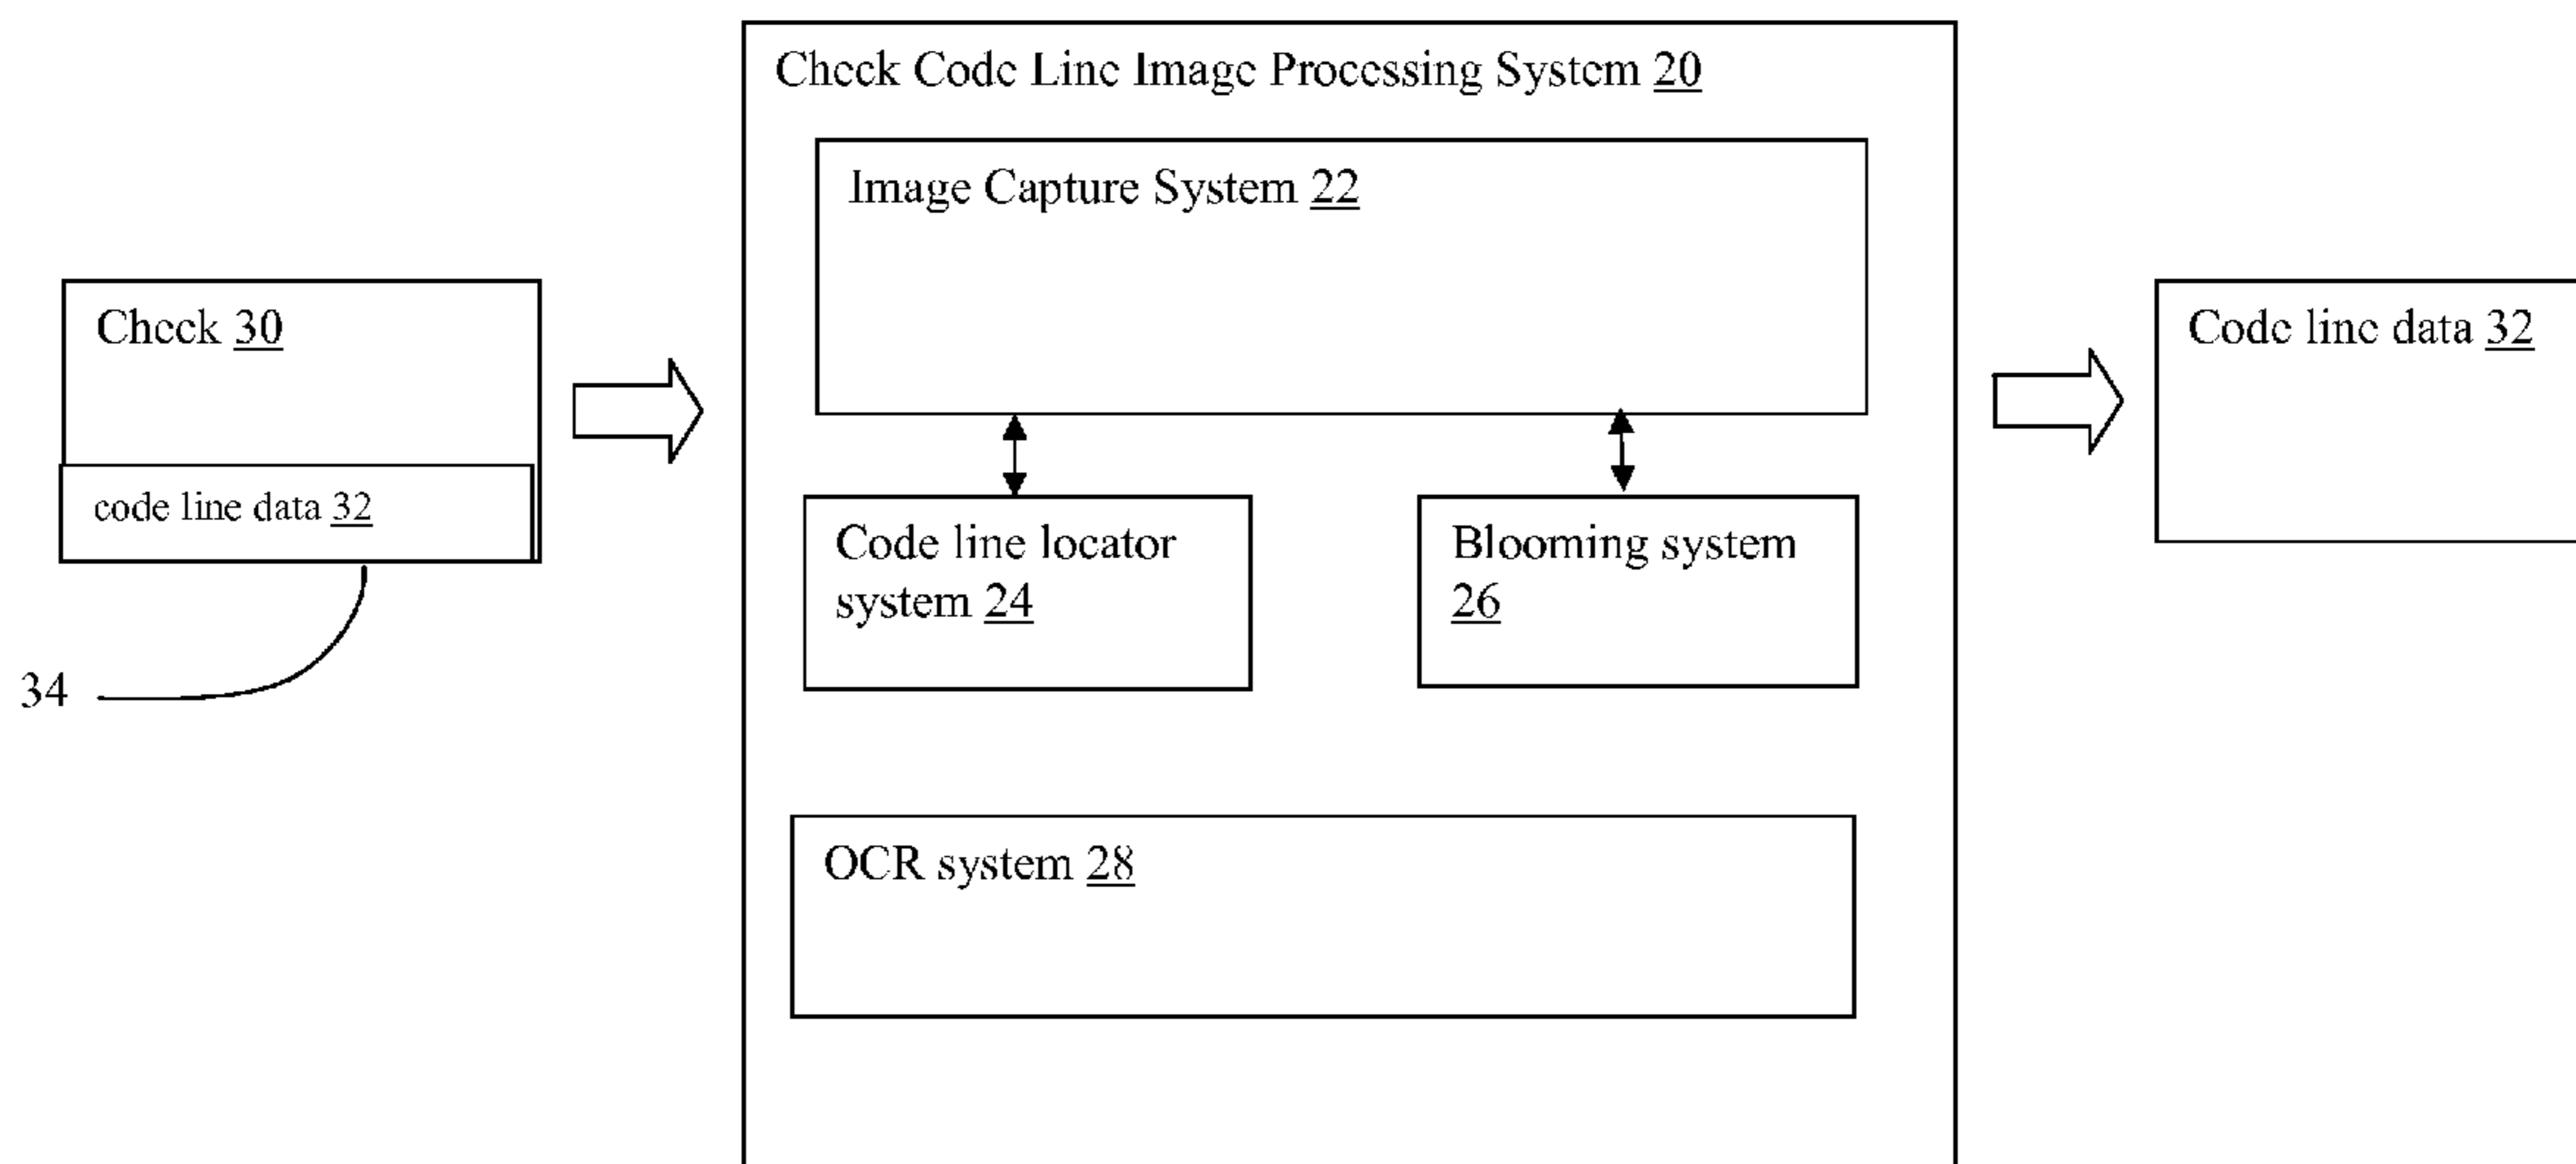 Check Code Line Image Processing System 20
Image Capture System 22
Check 30
code line data 32
34
Code line locator
system 24
Blooming system
26
OCR system 28
Code line data 32